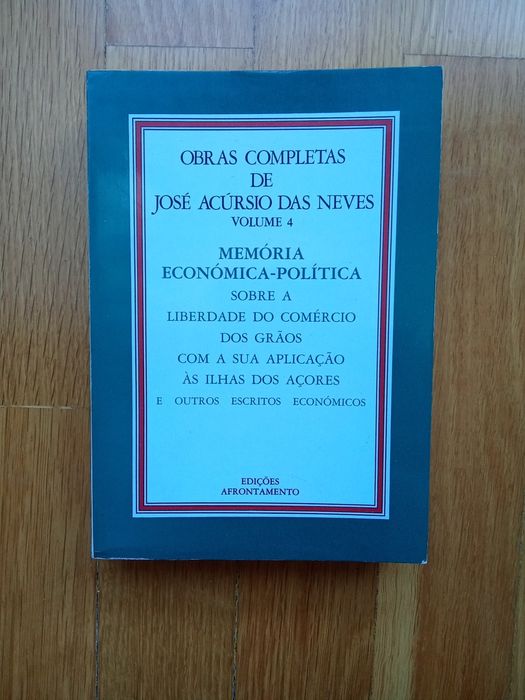 OBRAS COMPLETAS
DE
JOSÉ ACÚRSIO DAS NEVES
VOLUME 4
MEMÓRIA
ECONÓMICA-POLÍTICA
SOBRE A
LIBERDADE DO COMÉRCIO
DOS GRÃOS
COM A SUA APLICAÇÃO
ÀS ILHAS DOS AÇORES
E OUTROS ESCRITOS ECONÓMICOS
EDIÇÕES
AFRONTAMENTO